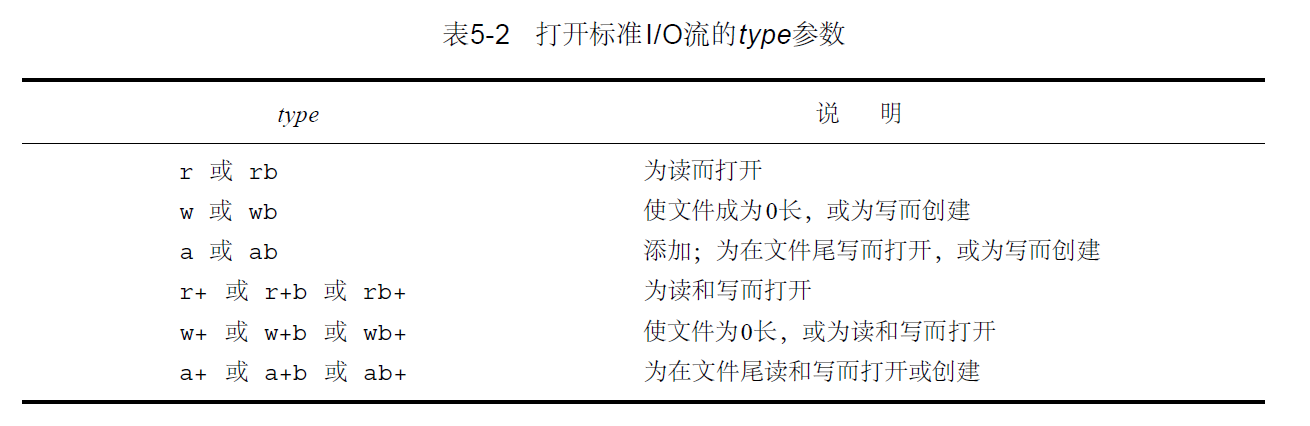 表5-2 打开标准I/O流的type参数
type 说 明
r 或 rb 为读而打开
w 或 wb 使文件成为0长，或为写而创建
a 或 ab 添加；为在文件尾写而打开，或为写而创建
r+ 或 r+b 或 rb+ 为读和写而打开
w+ 或 w+b 或 wb+ 使文件为0长，或为读和写而打开
a+ 或 a+b 或 ab+ 为在文件尾读和写而打开或创建